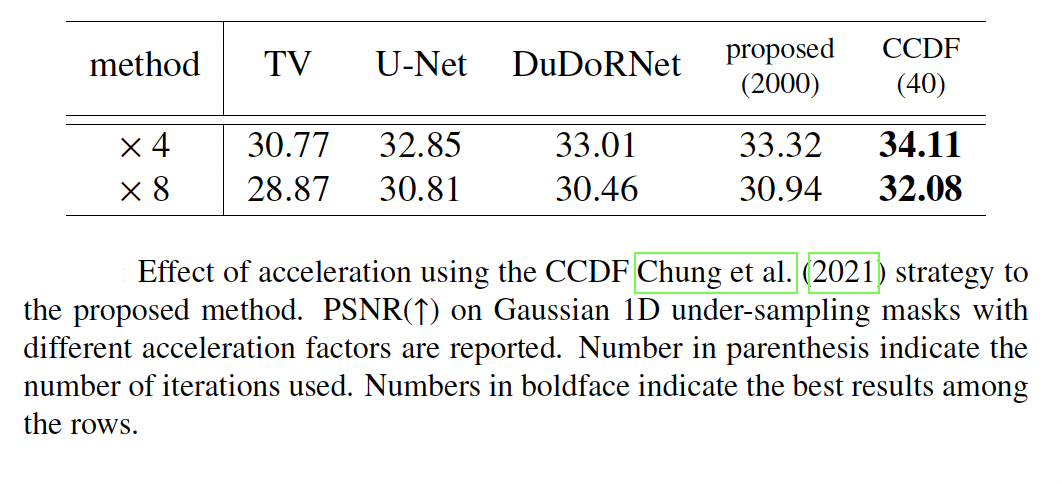 method TV U-Net DuDoRNet proposed (2000) CCDF (40)
× 4 30.77 32.85 33.01 33.32 34.11
× 8 28.87 30.81 30.46 30.94 32.08
Effect of acceleration using the CCDF Chung et al. (2021) strategy to
the proposed method. PSNR(↑) on Gaussian 1D under-sampling masks with
different acceleration factors are reported. Number in parenthesis indicate the
number of iterations used. Numbers in boldface indicate the best results among
the rows.